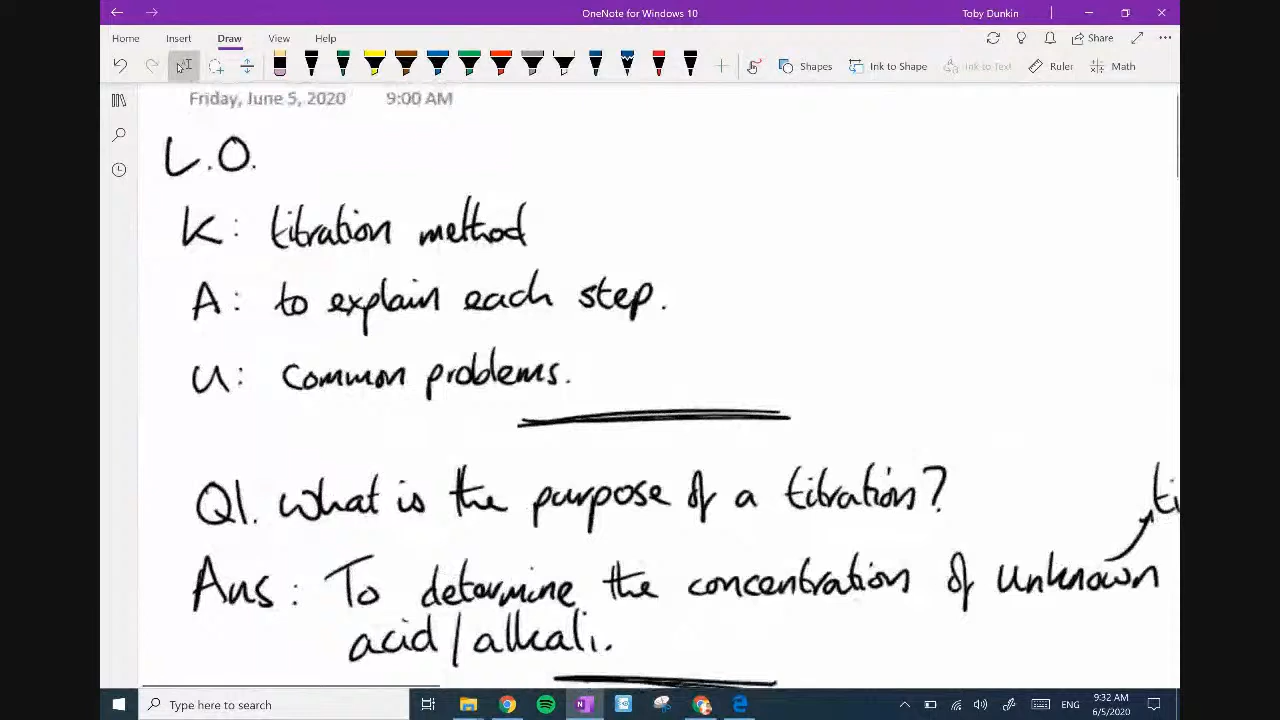 OneNote for Windows 10
Toby Dunkin
Home Insert Draw View Help
Share
Shapes Ink to Shape Ink to Text Ruler Math
Friday, June 5, 2020 9:00 AM
L.O.
K: titration method
A: to explain each step.
U: common problems.
Q1. What is the purpose of a titration?
ti
Ans: To determine the concentration of unknown
acid/alkali.
Type here to search
ENG
9:32 AM
6/5/2020